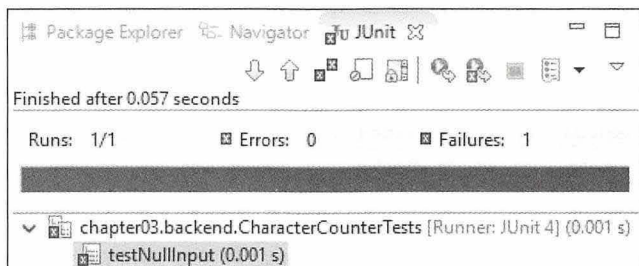 Package Explorer Navigator JUnit
Finished after 0.057 seconds
Runs: 1/1 Errors: 0 Failures: 1
chapter03.backend.CharacterCounterTests [Runner: JUnit 4] (0.001 s)
testNullInput (0.001 s)